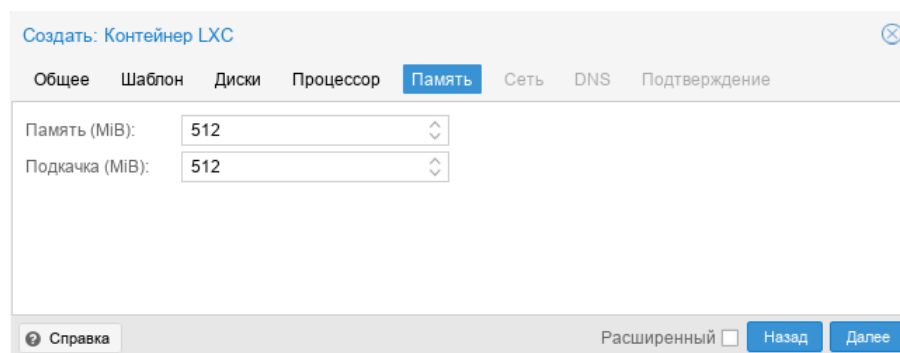 Создать: Контейнер LXC
Общее Шаблон Диски Процессор Память Сеть DNS Подтверждение
Память (MiB): 512
Подкачка (MiB): 512
Справка Расширенный Назад Далее